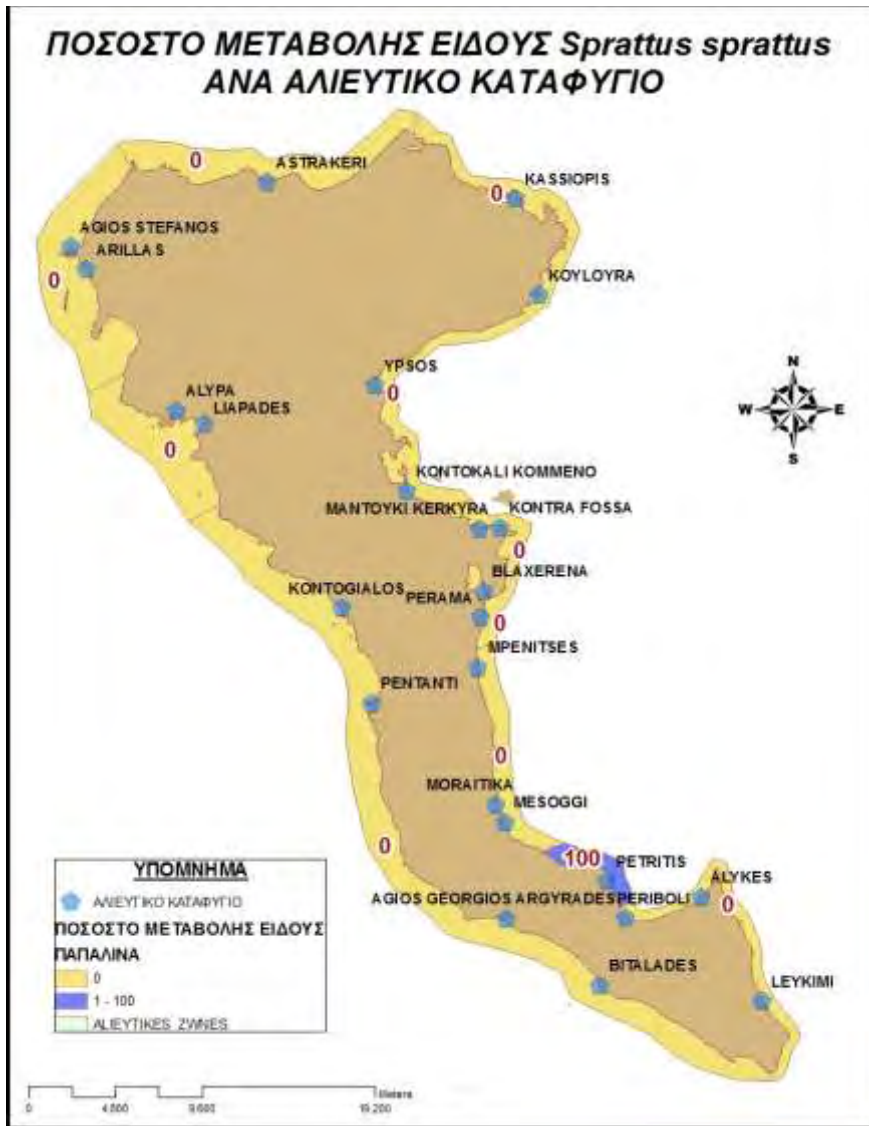 ΠΟΣΟΣΤΟ ΜΕΤΑΒΟΛΗΣ ΕΙΔΟΥΣ Sprattus sprattus
ΑΝΑ ΑΛΙΕΥΤΙΚΟ ΚΑΤΑΦΥΓΙΟ
0
ASTRAKERI
KASSIOPIS
0
AGIOS STEFANOS
ARILLAS
0
KOYLOYRA
YPSOS
0
ALYPA
LIAPADES
0
N
W E
S
KONTOKALI KOMMENO
MANTOYKI KERKYRA
KONTRA FOSSA
0
BLAXERENA
KONTOGIALOS
PERAMA
0
MPENITSES
PENTANTI
0
MORAITIKA
MESOGGI
0
100
PETRITIS
ALYKES
0
AGIOS GEORGIOS ARGYRADES
PERIBOLI
BITALADES
LEYKIMI
ΥΠΟΜΝΗΜΑ
ΑΛΙΕΥΤΙΚΟ ΚΑΤΑΦΥΓΙΟ
ΠΟΣΟΣΤΟ ΜΕΤΑΒΟΛΗΣ ΕΙΔΟΥΣ
ΠΑΠΑΛΙΝΑ
0
1 - 100
ALIEYTIKES_ZWNES
Meters
0 4.800 9.600 19.200